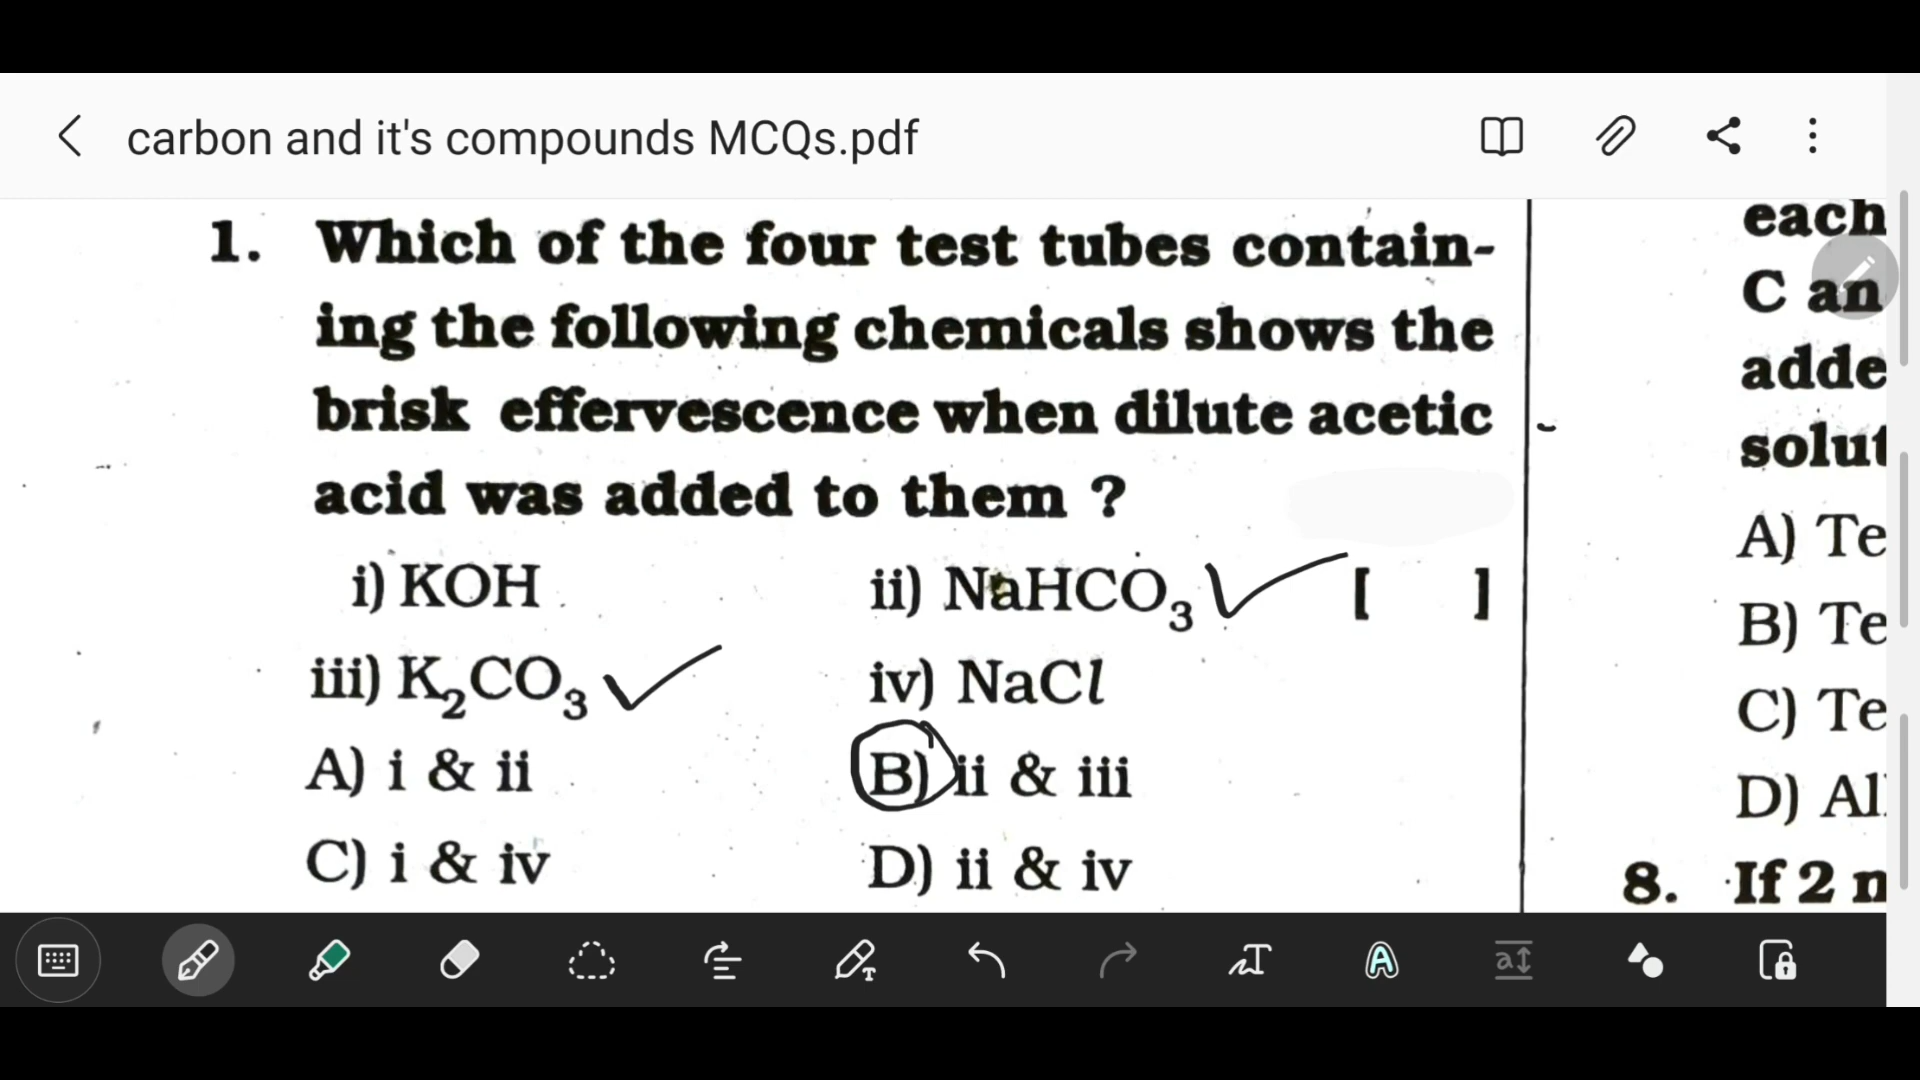 carbon and it's compounds MCQs.pdf
1. Which of the four test tubes contain-
ing the following chemicals shows the
brisk effervescence when dilute acetic
acid was added to them ?
i) KOH ii) NaHCO₃ [ ]
iii) K₂CO₃ iv) NaCl
A) i & ii B) ii & iii
C) i & iv D) ii & iv
each
C an
adde
solut
A) Te
B) Te
C) Te
D) Al
8. If 2